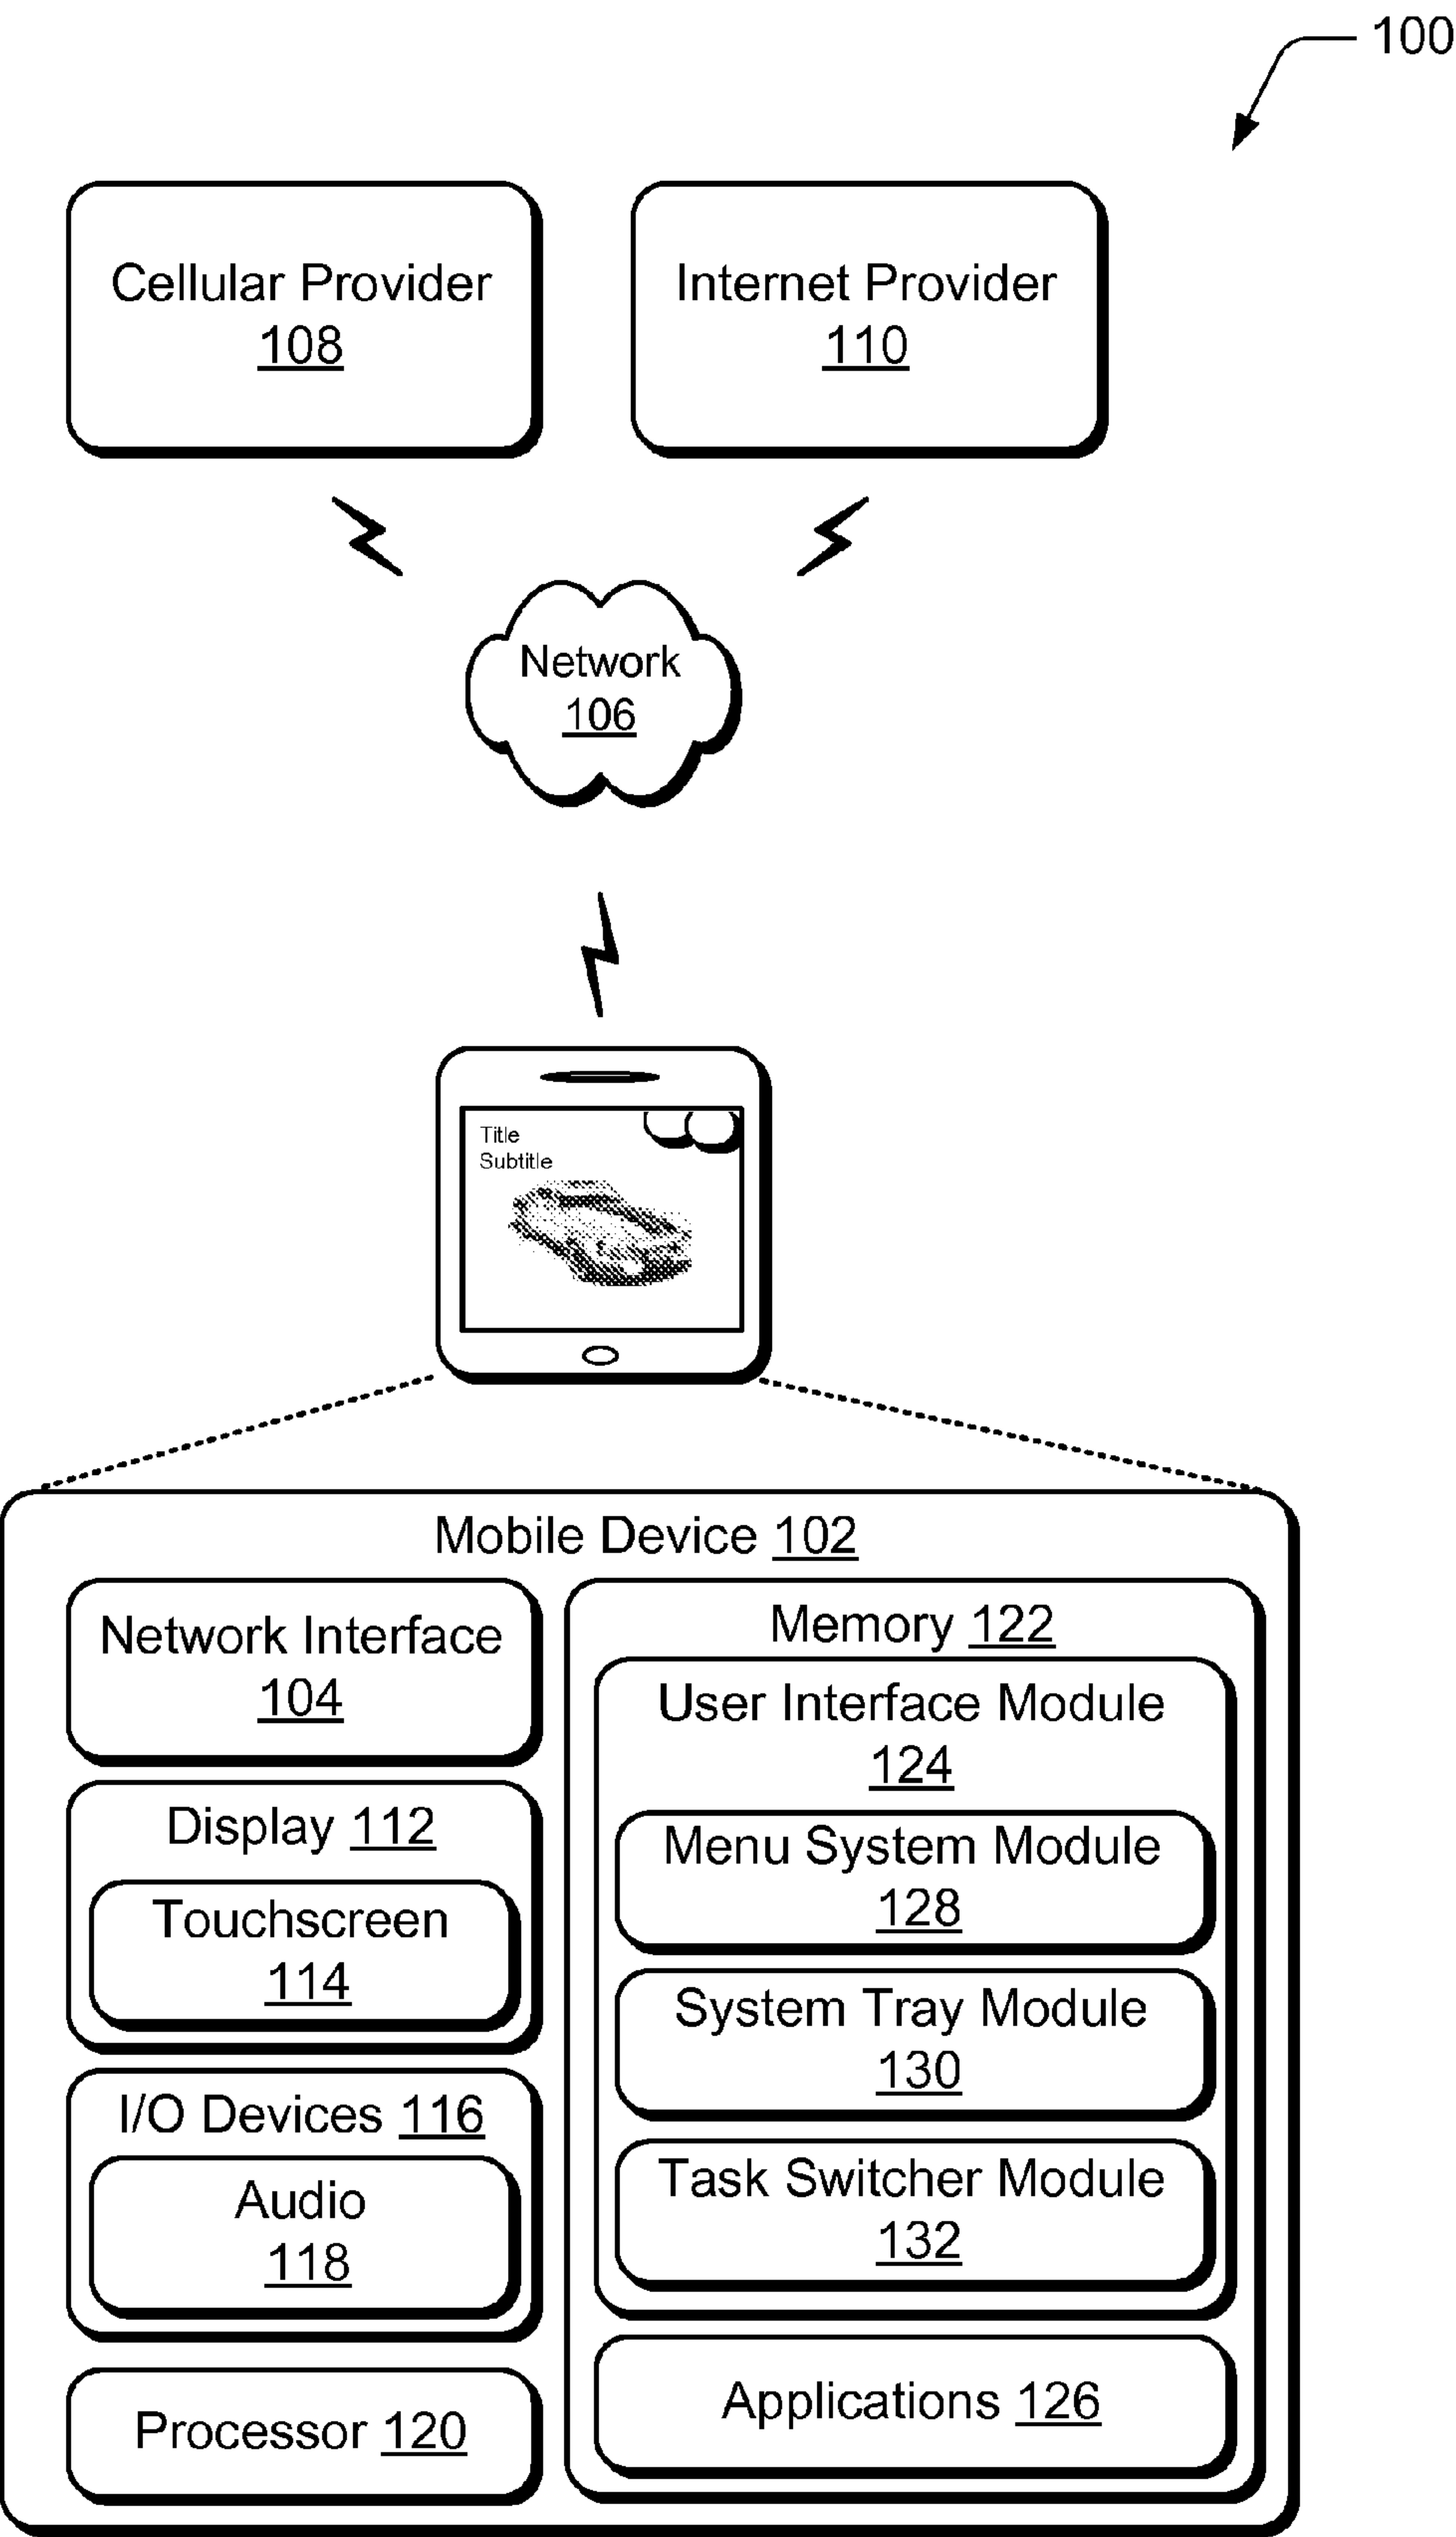 100
Cellular Provider
108
Internet Provider
110
Network
106
Title
Subtitle
Mobile Device 102
Network Interface
104
Display 112
Touchscreen
114
I/O Devices 116
Audio
118
Processor 120
Memory 122
User Interface Module
124
Menu System Module
128
System Tray Module
130
Task Switcher Module
132
Applications 126